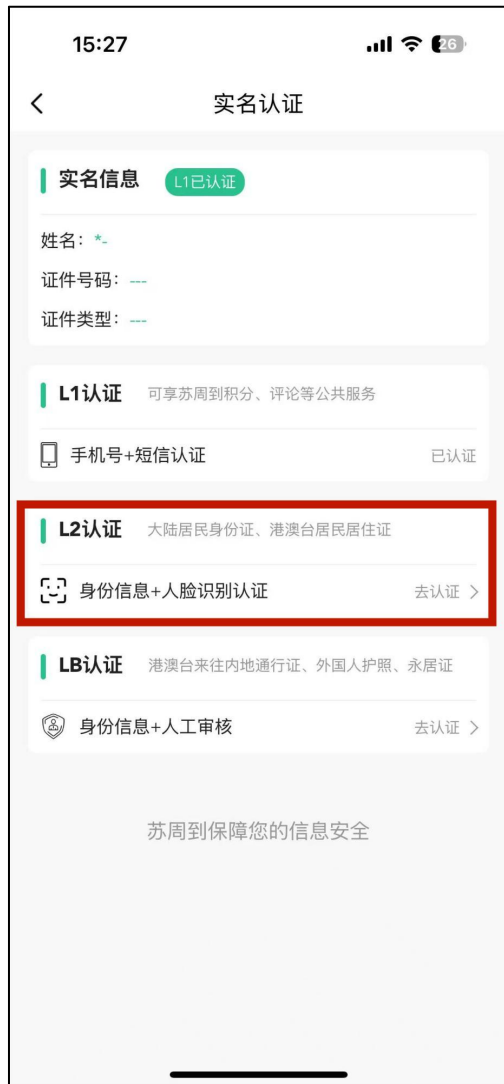 15:27
26
实名认证
实名信息 L1已认证
姓名：*-
证件号码：---
证件类型：---
L1认证 可享苏周到积分、评论等公共服务
手机号+短信认证 已认证
L2认证 大陆居民身份证、港澳台居民居住证
身份信息+人脸识别认证 去认证
LB认证 港澳台来往内地通行证、外国人护照、永居证
身份信息+人工审核 去认证
苏周到保障您的信息安全